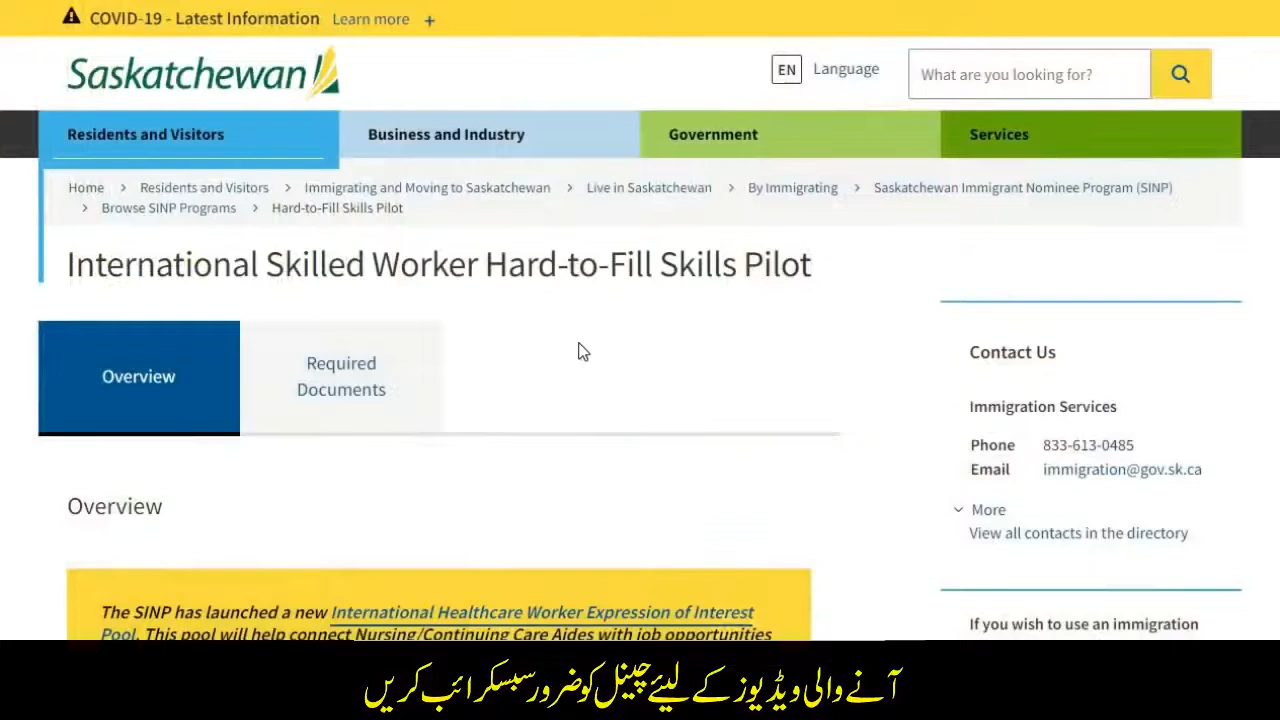 COVID-19 - Latest Information Learn more +
Saskatchewan
EN Language
What are you looking for?
Residents and Visitors
Business and Industry
Government
Services
Home > Residents and Visitors > Immigrating and Moving to Saskatchewan > Live in Saskatchewan > By Immigrating > Saskatchewan Immigrant Nominee Program (SINP)
> Browse SINP Programs > Hard-to-Fill Skills Pilot
International Skilled Worker Hard-to-Fill Skills Pilot
Overview
Required
Documents
Overview
The SINP has launched a new International Healthcare Worker Expression of Interest
Pool. This pool will help connect Nursing/Continuing Care Aides with job opportunities
Contact Us
Immigration Services
Phone 833-613-0485
Email immigration@gov.sk.ca
More
View all contacts in the directory
If you wish to use an immigration
آنے والی ویڈیوز کے لیئے چینل کو ضرور سبسکرائب کریں